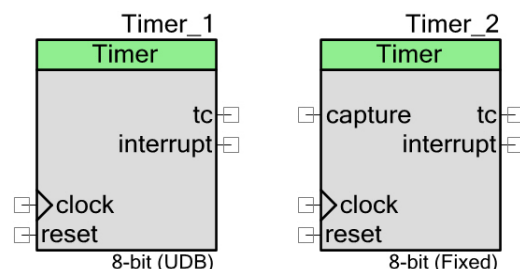 Timer_1
Timer
tc
interrupt
clock
reset
8-bit (UDB)
Timer_2
Timer
capture
tc
interrupt
clock
reset
8-bit (Fixed)